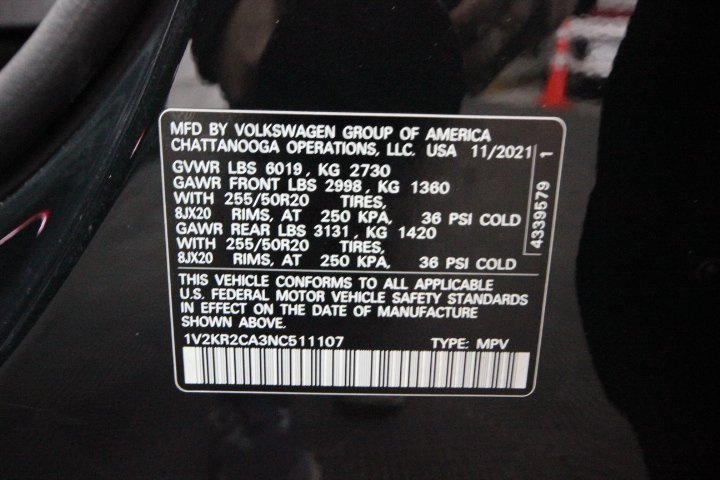 MFD BY VOLKSWAGEN GROUP OF AMERICA
CHATTANOOGA OPERATIONS, LLC. USA 11/2021
GVWR LBS 6019, KG 2730
GAWR FRONT LBS 2998, KG 1360
WITH 255/50R20 TIRES,
8JX20 RIMS, AT 250 KPA, 36 PSI COLD
GAWR REAR LBS 3131, KG 1420
WITH 255/50R20 TIRES,
8JX20 RIMS, AT 250 KPA, 36 PSI COLD
4339579 1
THIS VEHICLE CONFORMS TO ALL APPLICABLE
U.S. FEDERAL MOTOR VEHICLE SAFETY STANDARDS
IN EFFECT ON THE DATE OF MANUFACTURE
SHOWN ABOVE.
1V2KR2CA3NC511107 TYPE: MPV